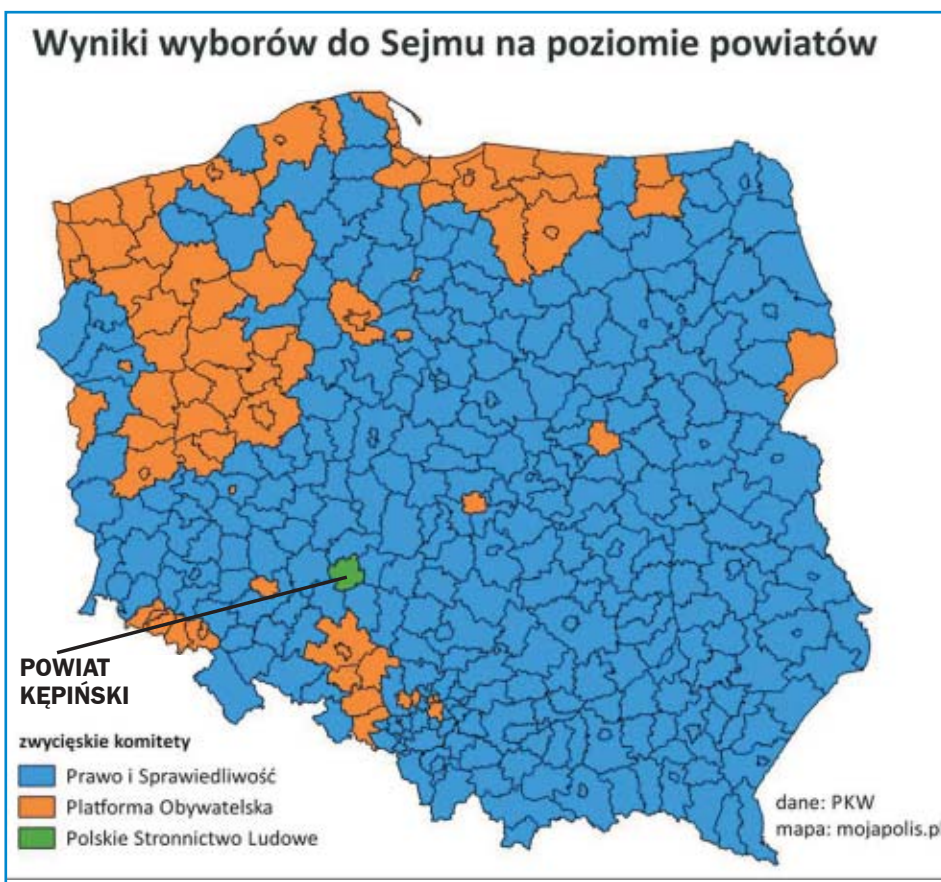 Wyniki wyborów do Sejmu na poziomie powiatów
POWIAT
KĘPIŃSKI
zwycięskie komitety
Prawo i Sprawiedliwość
Platforma Obywatelska
Polskie Stronnictwo Ludowe
dane: PKW
mapa: mojapolis.pl